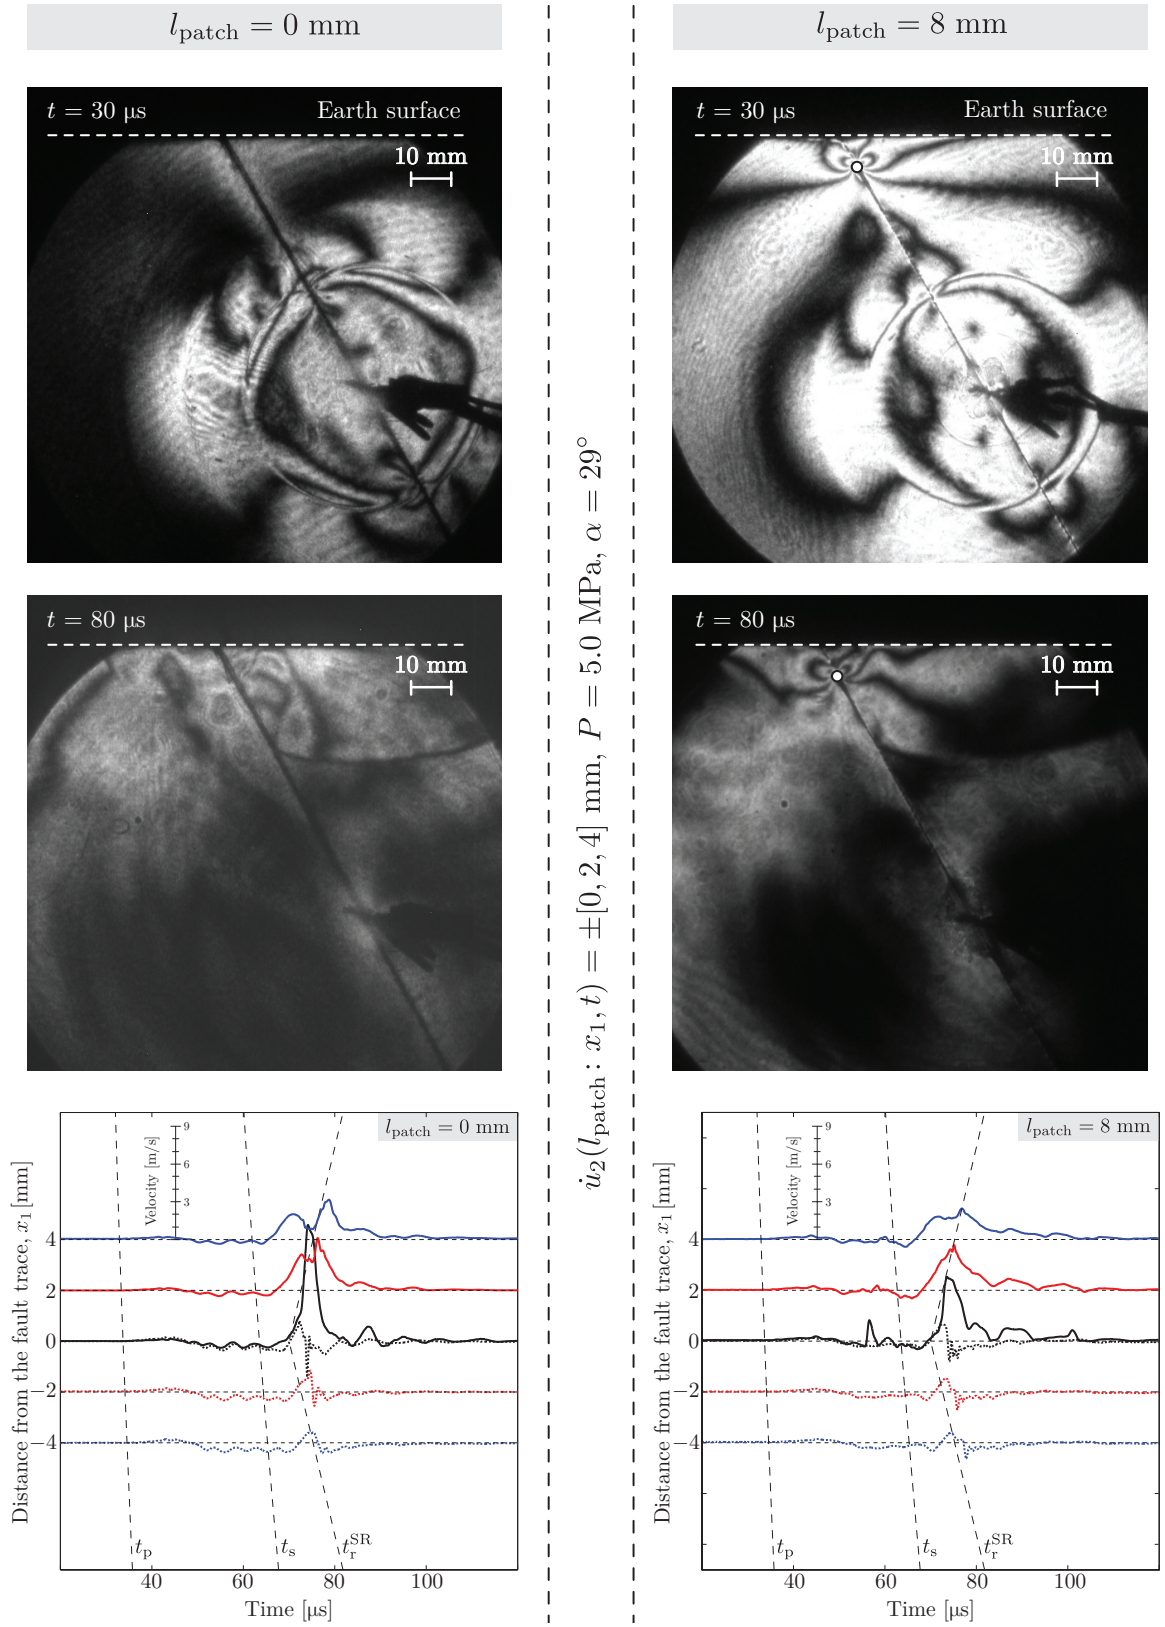 l_patch = 0 mm
t = 30 μs Earth surface
10 mm
t = 80 μs
10 mm
l_patch = 0 mm
Velocity [m/s]
9
6
3
Distance from the fault trace, x₁ [mm]
4
2
0
−2
−4
t_p t_s t_r^SR
40 60 80 100
Time [μs]
u̇₂(l_patch : x₁, t) = ±[0, 2, 4] mm, P = 5.0 MPa, α = 29°
l_patch = 8 mm
t = 30 μs Earth surface
10 mm
t = 80 μs
10 mm
l_patch = 8 mm
Velocity [m/s]
9
6
3
Distance from the fault trace, x₁ [mm]
4
2
0
−2
−4
t_p t_s t_r^SR
40 60 80 100
Time [μs]